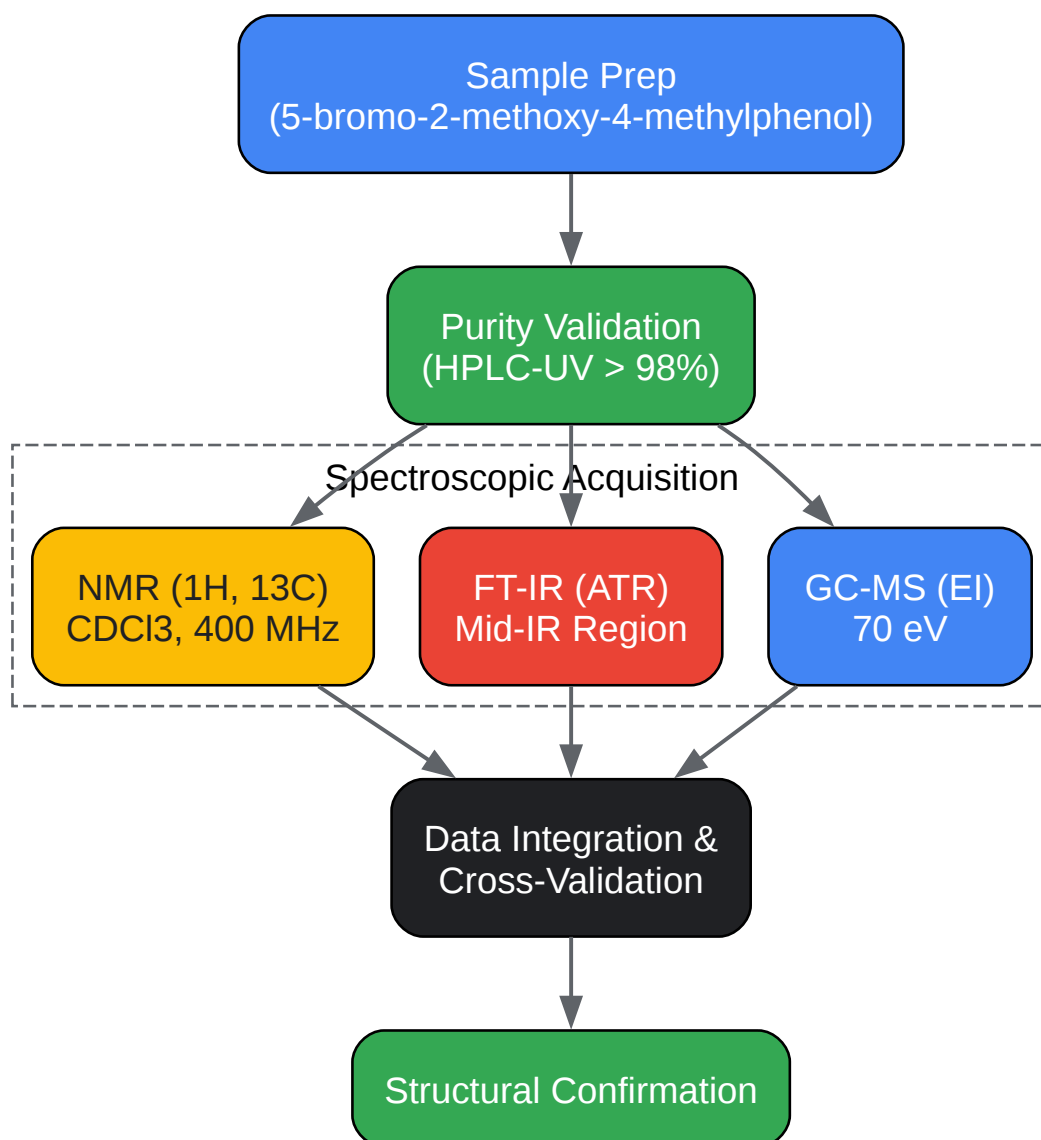 Sample Prep
(5-bromo-2-methoxy-4-methylphenol)
Purity Validation
(HPLC-UV > 98%)
Spectroscopic Acquisition
NMR (1H, 13C)
CDCl3, 400 MHz
FT-IR (ATR)
Mid-IR Region
GC-MS (EI)
70 eV
Data Integration &
Cross-Validation
Structural Confirmation